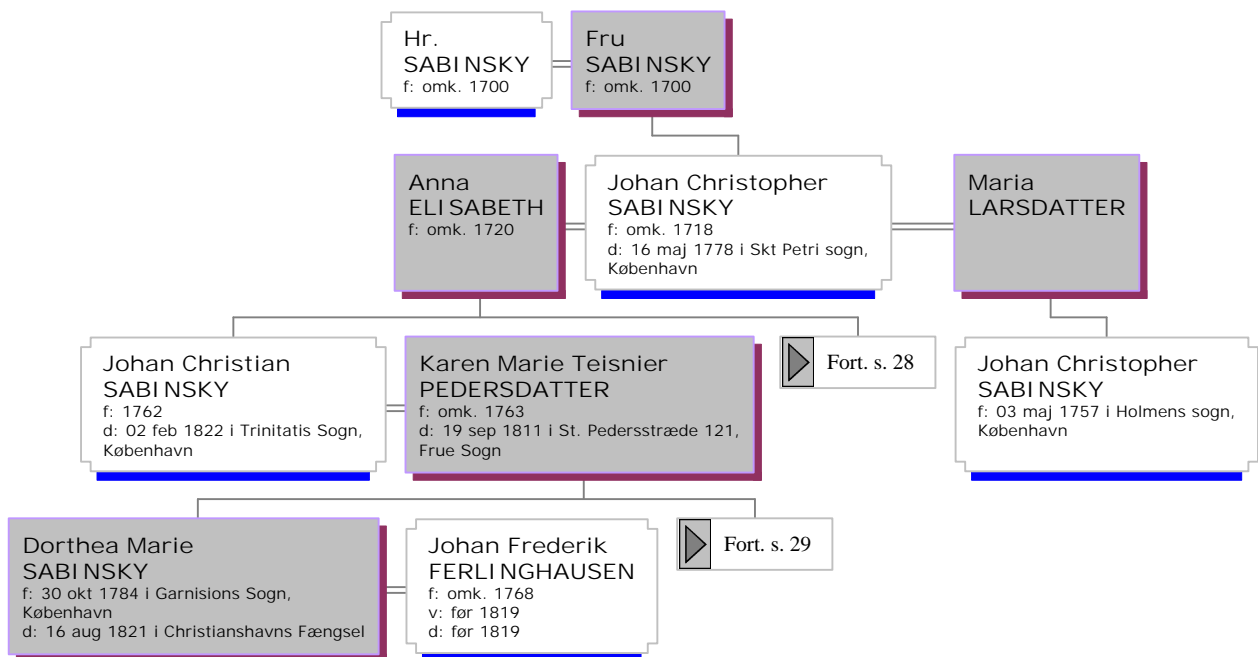 Hr.
SABINSKY
f: omk. 1700
Fru
SABINSKY
f: omk. 1700
Anna
ELISABETH
f: omk. 1720
Johan Christopher
SABINSKY
f: omk. 1718
d: 16 maj 1778 i Skt Petri sogn,
København
Maria
LARSDATTER
Johan Christian
SABINSKY
f: 1762
d: 02 feb 1822 i Trinitatis Sogn,
København
Karen Marie Teisnier
PEDERSDATTER
f: omk. 1763
d: 19 sep 1811 i St. Pedersstræde 121,
Frue Sogn
Fort. s. 28
Johan Christopher
SABINSKY
f: 03 maj 1757 i Holmens sogn,
København
Dorthea Marie
SABINSKY
f: 30 okt 1784 i Garnisions Sogn,
København
d: 16 aug 1821 i Christianshavns Fængsel
Johan Frederik
FERLINGHAUSEN
f: omk. 1768
v: før 1819
d: før 1819
Fort. s. 29